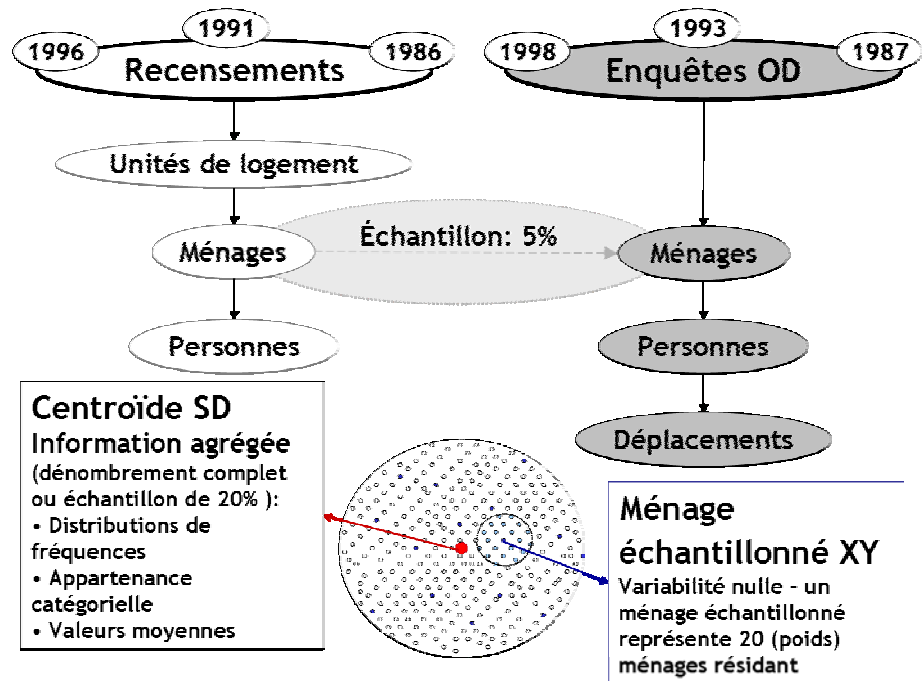 1991
1996
1986
Recensements
1993
1998
1987
Enquêtes OD
Unités de logement
Ménages
Échantillon: 5%
Ménages
Personnes
Personnes
Déplacements
Centroïde SD
Information agrégée
(dénombrement complet
ou échantillon de 20% ):
• Distributions de
fréquences
• Appartenance
catégorielle
• Valeurs moyennes
Ménage
échantillonné XY
Variabilité nulle - un
ménage échantillonné
représente 20 (poids)
ménages résidant